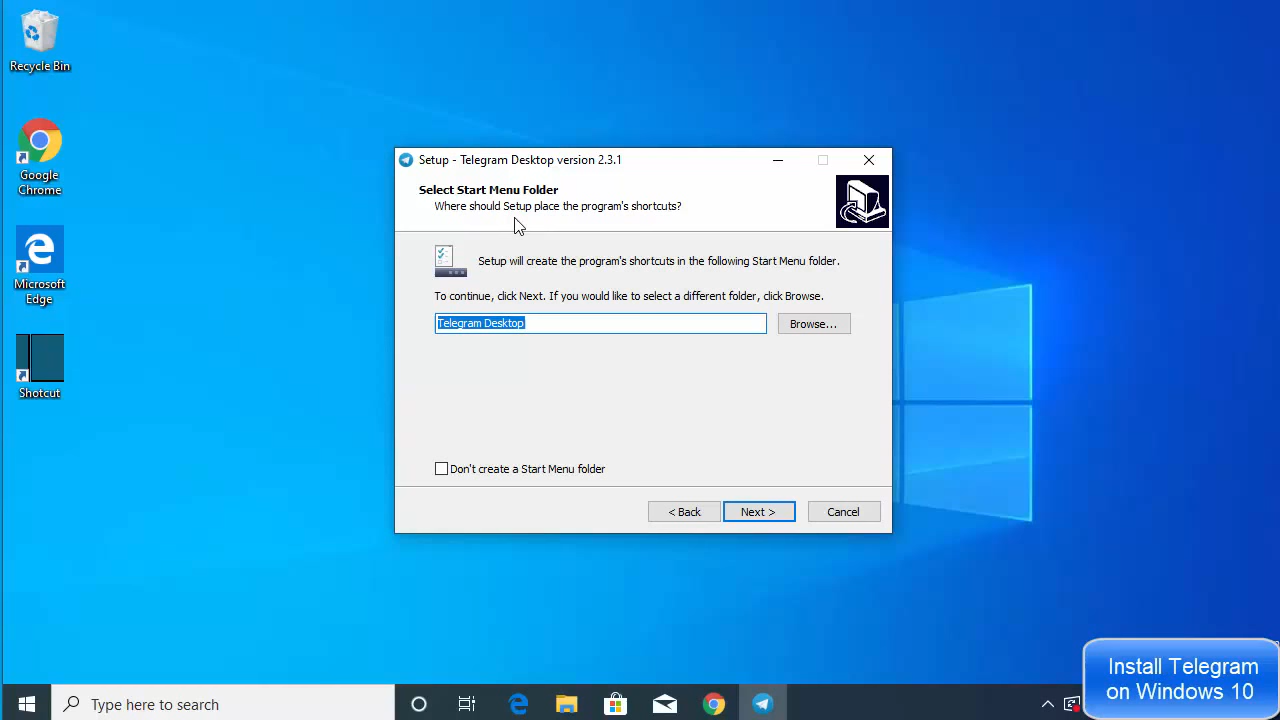 Recycle Bin
Google
Chrome
Microsoft
Edge
Shotcut
Setup - Telegram Desktop version 2.3.1
Select Start Menu Folder
Where should Setup place the program's shortcuts?
Setup will create the program's shortcuts in the following Start Menu folder.
To continue, click Next. If you would like to select a different folder, click Browse.
Telegram Desktop
Browse...
Don't create a Start Menu folder
< Back
Next >
Cancel
Type here to search
Install Telegram
on Windows 10